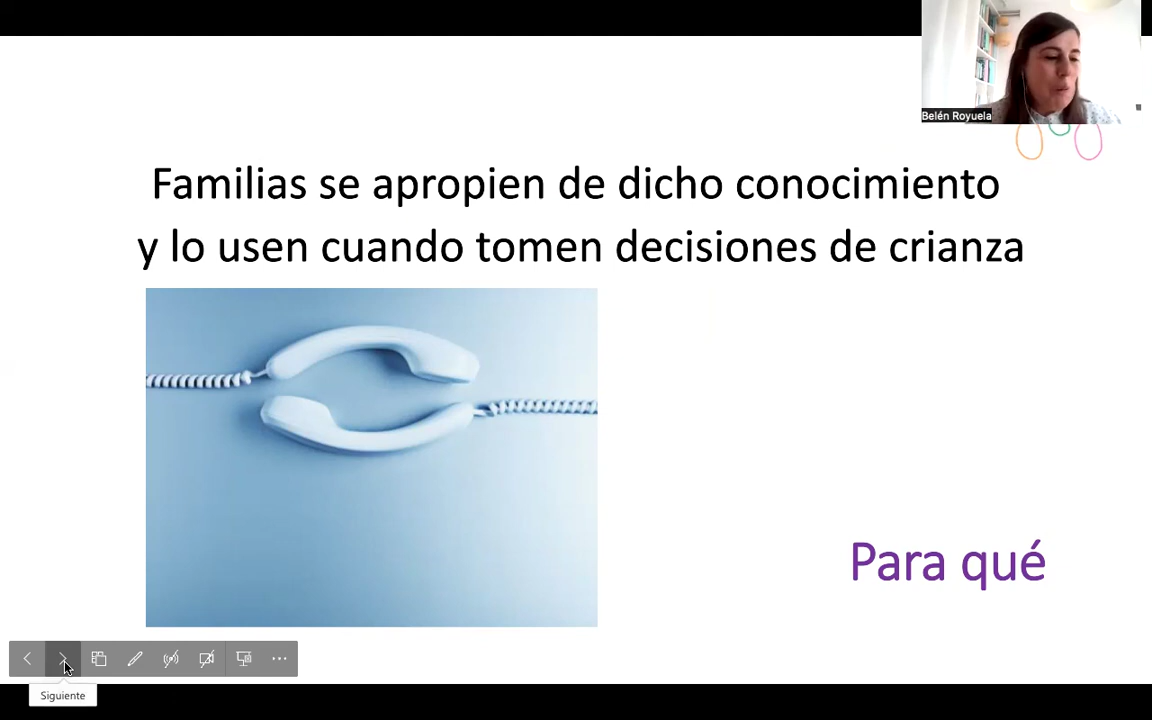 Belén Royuela
Familias se apropien de dicho conocimiento
y lo usen cuando tomen decisiones de crianza
Para qué
Siguiente